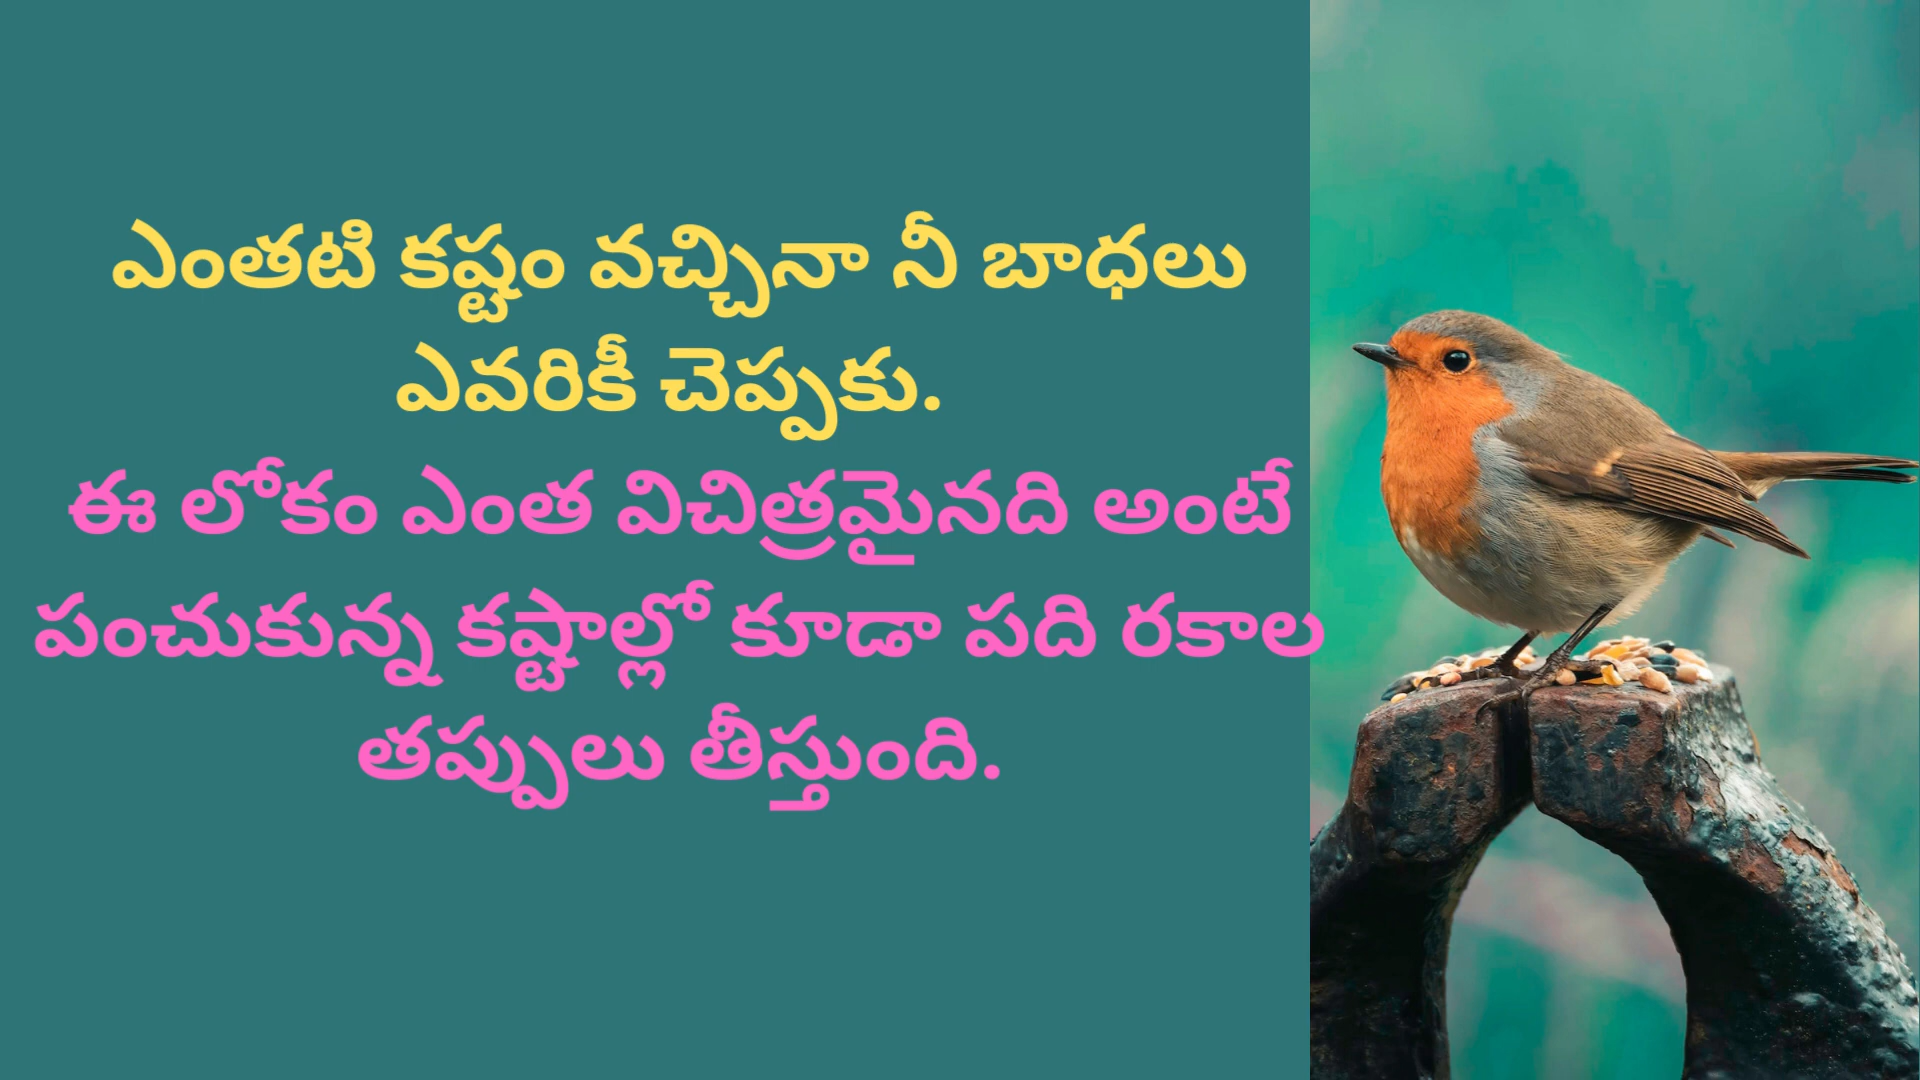 ఎంతటి కష్టం వచ్చినా నీ బాధలు
ఎవరికీ చెప్పకు.
ఈ లోకం ఎంత విచిత్రమైనది అంటే
పంచుకున్న కష్టాల్లో కూడా పది రకాల
తప్పులు తీస్తుంది.